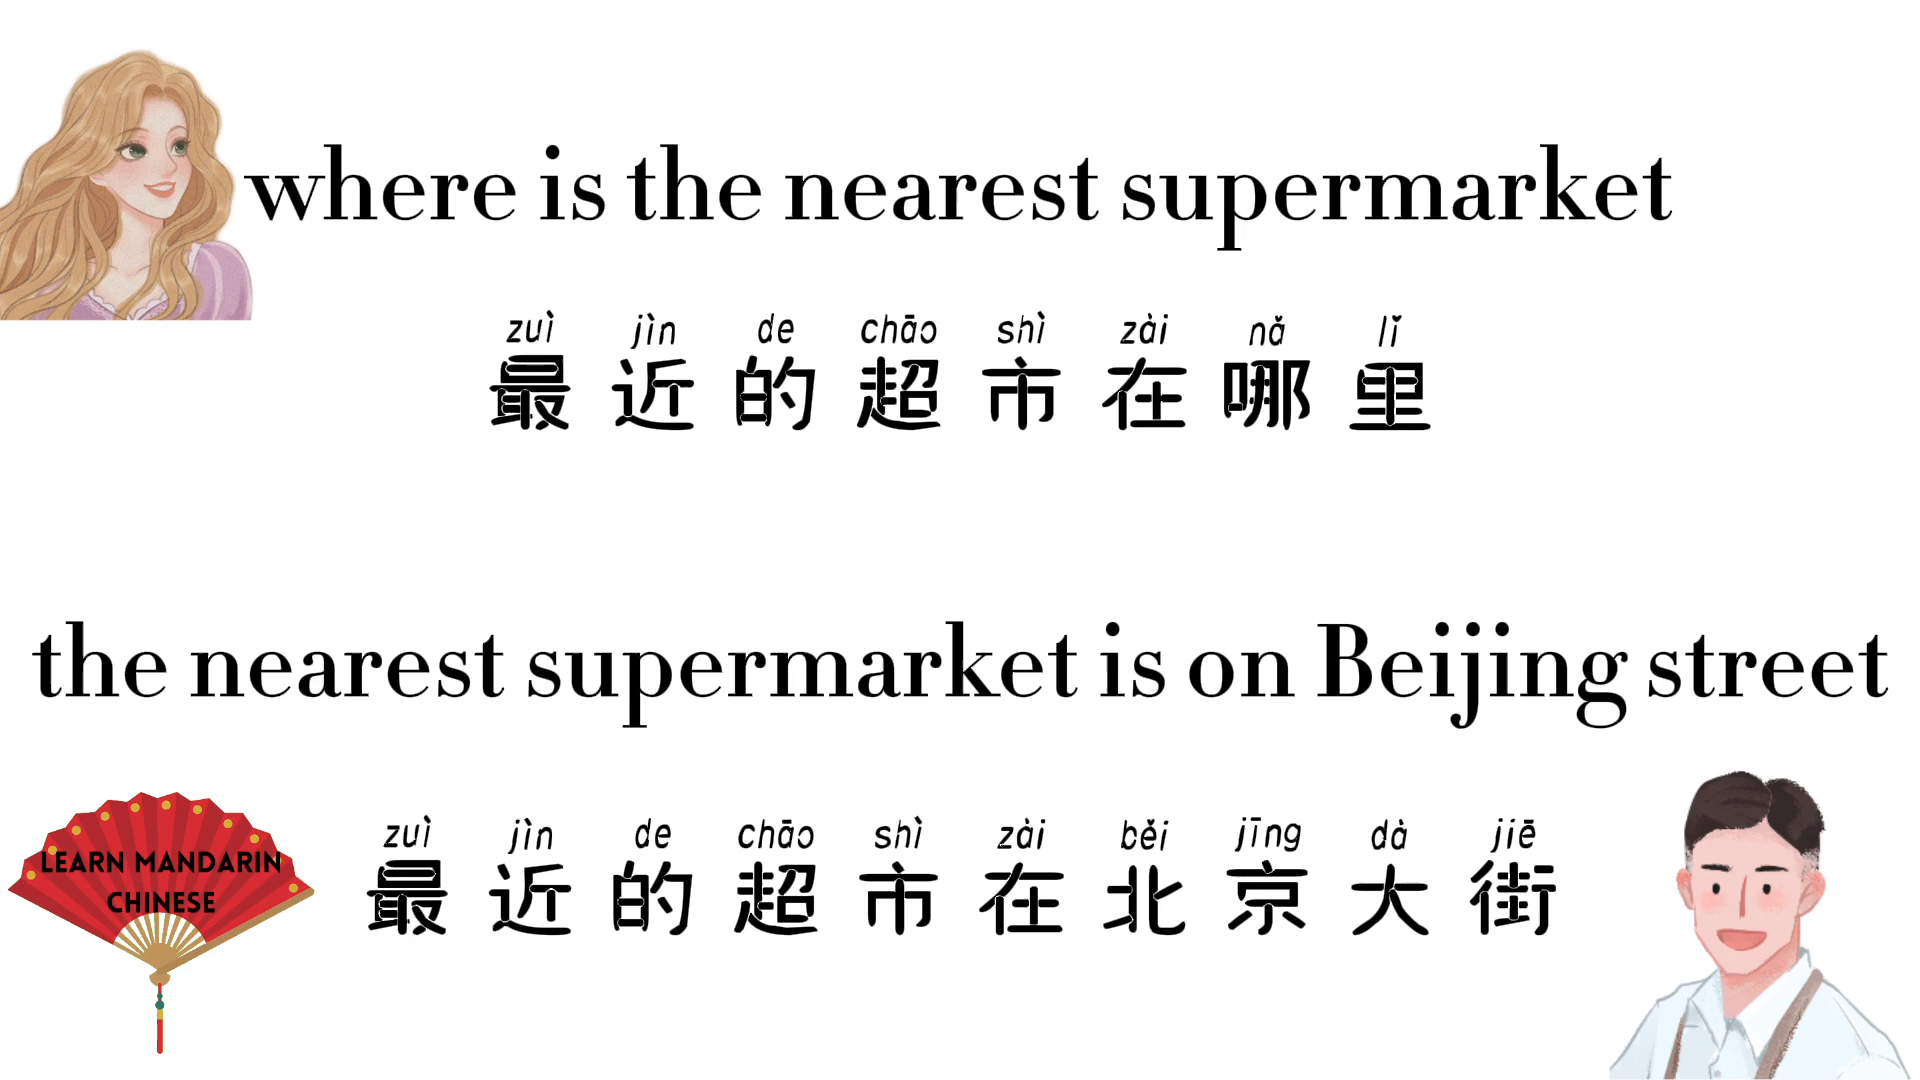 where is the nearest supermarket
zuì jìn de chāo shì zài nǎ lǐ
最近的超市在哪里
the nearest supermarket is on Beijing street
zuì jìn de chāo shì zài běi jīng dà jiē
最近的超市在北京大街
LEARN MANDARIN
CHINESE